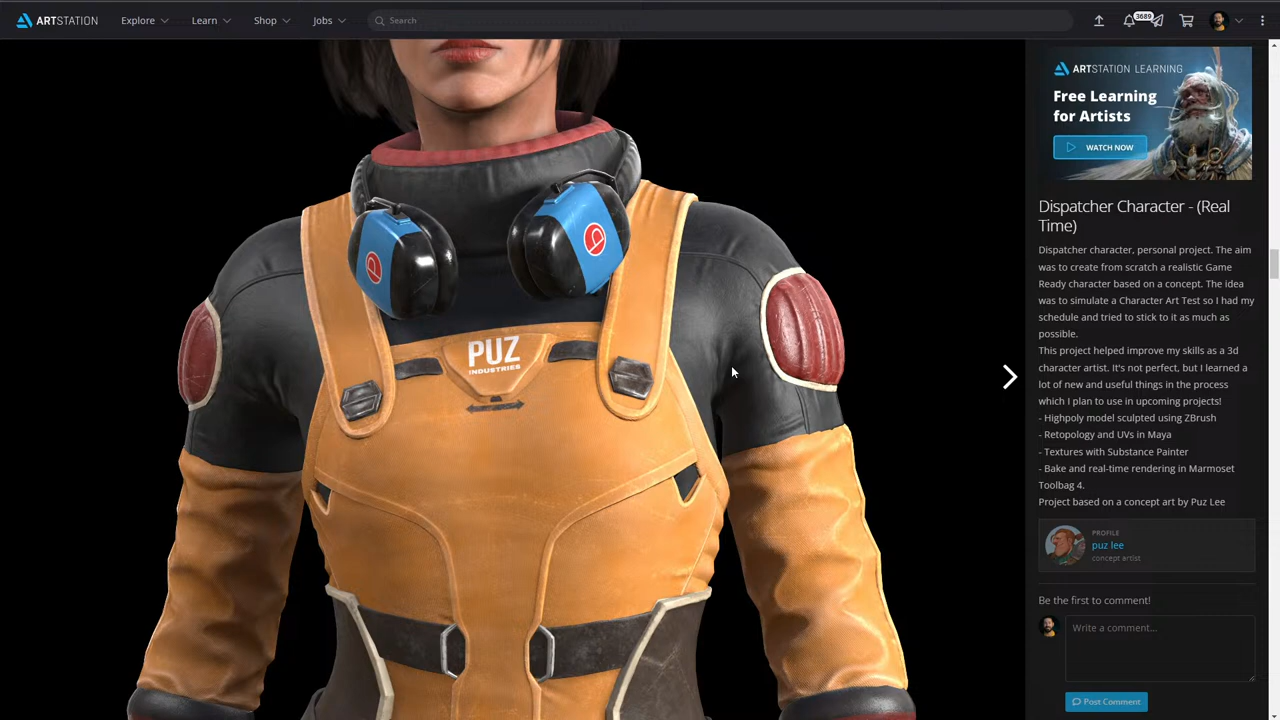 ARTSTATION
Explore
Learn
Shop
Jobs
Search
3689
ARTSTATION LEARNING
Free Learning
for Artists
WATCH NOW
PUZ
INDUSTRIES
Dispatcher Character - (Real
Time)
Dispatcher character, personal project. The aim
was to create from scratch a realistic Game
Ready character based on a concept. The idea
was to simulate a Character Art Test so I had my
schedule and tried to stick to it as much as
possible.
This project helped improve my skills as a 3d
character artist. It's not perfect, but I learned a
lot of new and useful things in the process
which I plan to use in upcoming projects!
- Highpoly model sculpted using ZBrush
- Retopology and UVs in Maya
- Textures with Substance Painter
- Bake and real-time rendering in Marmoset
Toolbag 4.
Project based on a concept art by Puz Lee
PROFILE
puz lee
concept artist
Be the first to comment!
Write a comment...
Post Comment